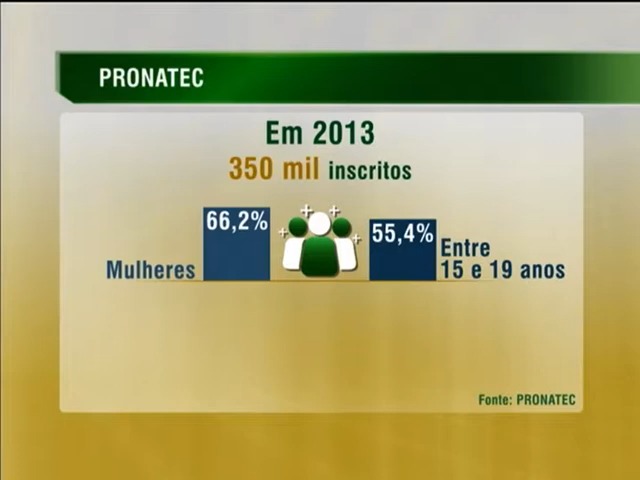 PRONATEC
Em 2013
350 mil inscritos
66,2%
55,4%
Mulheres
Entre
15 e 19 anos
Fonte: PRONATEC